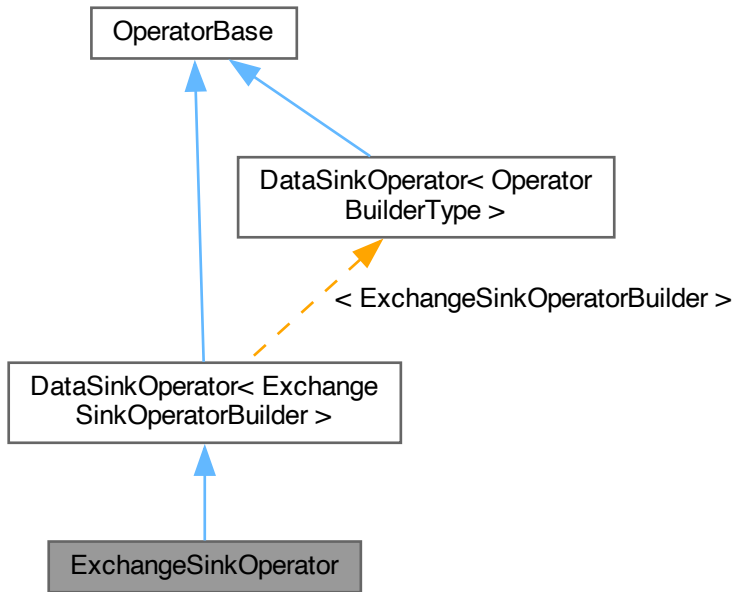 OperatorBase
DataSinkOperator< Operator
BuilderType >
< ExchangeSinkOperatorBuilder >
DataSinkOperator< Exchange
SinkOperatorBuilder >
ExchangeSinkOperator